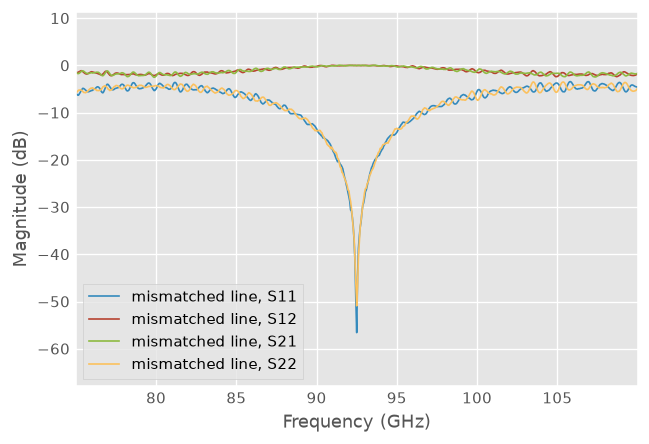 10
0
−10
−20
−30
−40
−50
−60
Magnitude (dB)
mismatched line, S11
mismatched line, S12
mismatched line, S21
mismatched line, S22
80 85 90 95 100 105
Frequency (GHz)